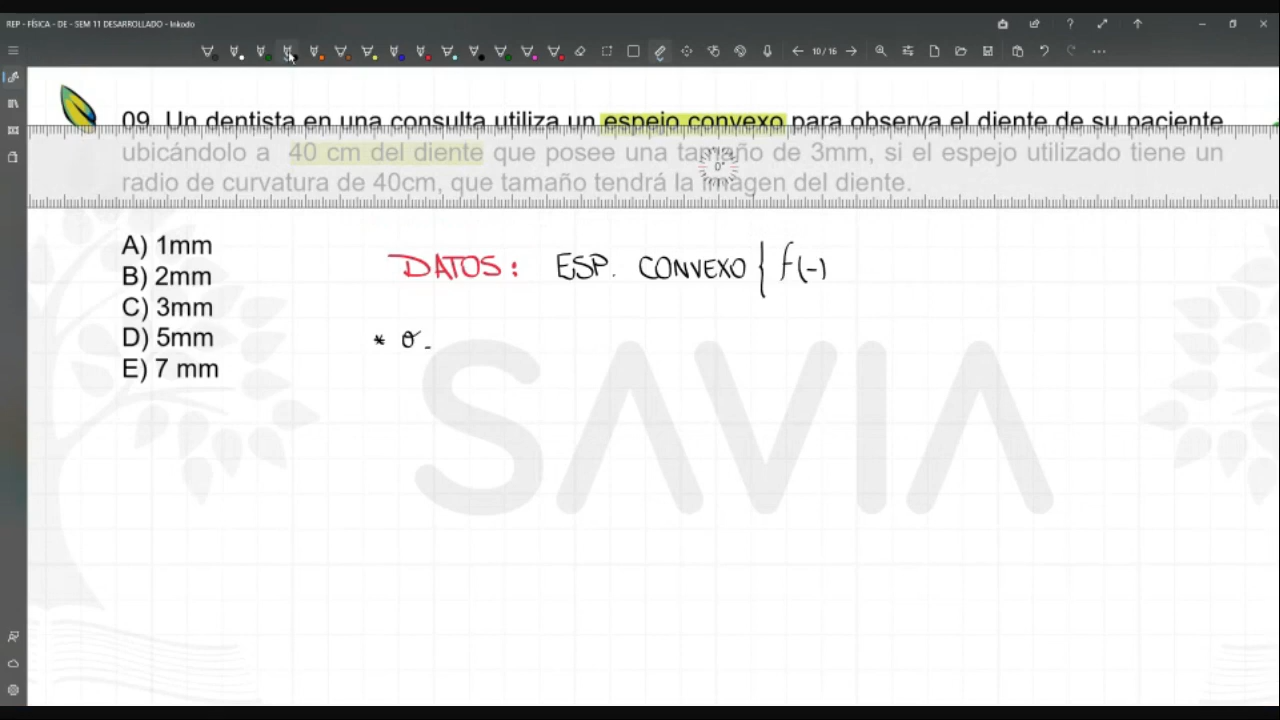 REP - FÍSICA - DE - SEM 11 DESARROLLADO - Inkodo
10/16
09. Un dentista en una consulta utiliza un espejo convexo para observa el diente de su paciente
ubicándolo a 40 cm del diente que posee una tamaño de 3mm, si el espejo utilizado tiene un
radio de curvatura de 40cm, que tamaño tendrá la imagen del diente.
0°
A) 1mm
B) 2mm
C) 3mm
D) 5mm
E) 7 mm
DATOS: ESP. CONVEXO { f(-)
SAVIA